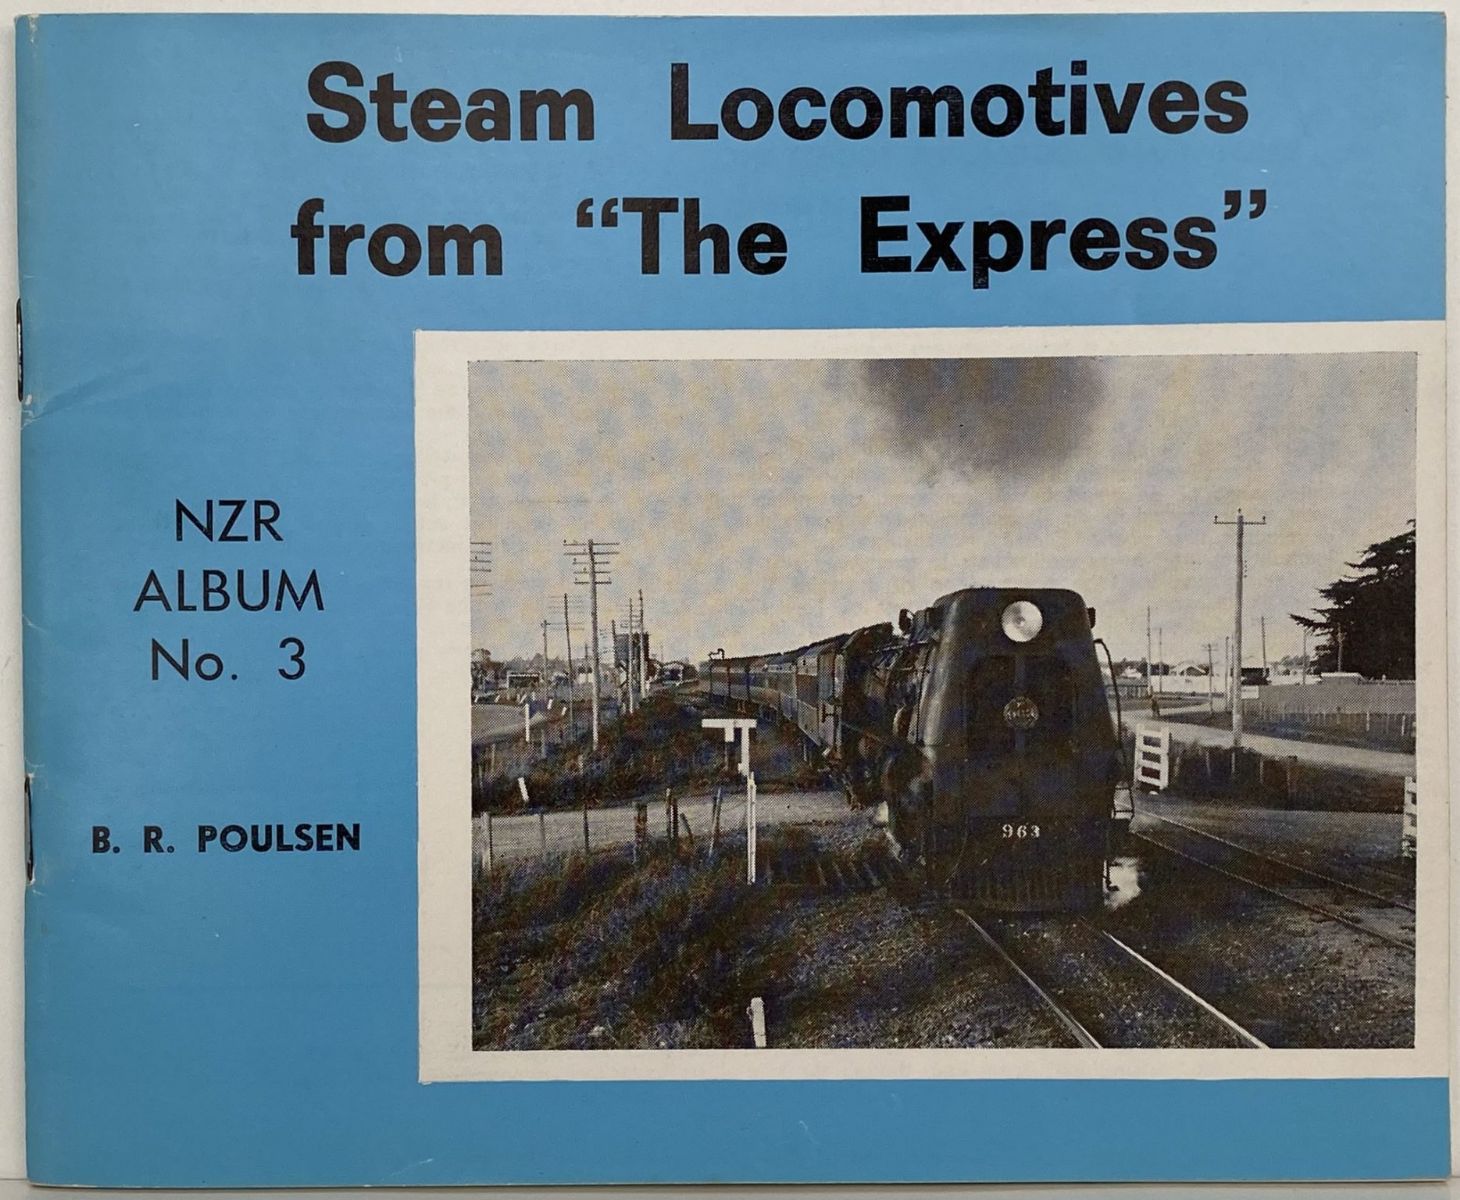 Steam Locomotives
from “The Express”
NZR
ALBUM
No. 3
B. R. POULSEN
963